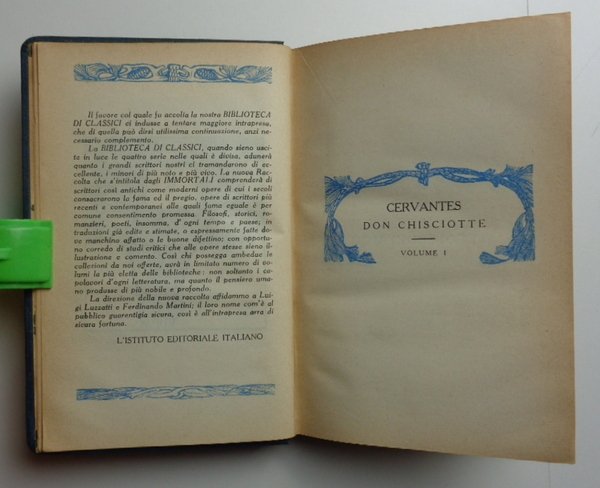 Il favore col quale fu accolta la nostra BIBLIOTECA
DI CLASSICI ci indusse a tentare maggiore intrapresa,
che di quella può dirsi utilissima continuazione, anzi
necessario complemento.
La BIBLIOTECA DI CLASSICI, quando sieno usci-
te in luce le quattro serie nelle quali è divisa, adunerà
quanto i grandi scrittori nostri ci tramandarono di ec-
cellente, i minori di più noto e più vivo. La nuova Rac-
colta che s'intitola dagli IMMORTALI comprenderà di
scrittori così antichi come moderni opere di cui i secoli
consacrarono la fama ed il pregio, opere di scrittori più
recenti e contemporanei alle quali fama eguale è per
comune consentimento promessa. Filosofi, storici, ro-
manzieri, poeti, insomma, d'ogni tempo e paese; in
traduzioni già edite e stimate, o espressamente fatte do-
ve manchino affatto o le buone difettino; con opportuno
corredo di studi critici che alle opere stesse sieno il-
lustrazione e comento. Così chi possegga ambedue le
collezioni da noi offerte, avrà in limitato numero di vo-
lumi la più eletta delle biblioteche: non soltanto i ca-
polavori d'ogni letteratura, ma quanto il pensiero uma-
no produsse di più nobile e profondo.
La direzione della nuova raccolta affidammo a Lui-
gi Luzzatti e Ferdinando Martini; il loro nome com'è al
pubblico guarentigia sicura, così è all'intrapresa arra di
sicura fortuna.
L'ISTITUTO EDITORIALE ITALIANO
CERVANTES
DON CHISCIOTTE
VOLUME I